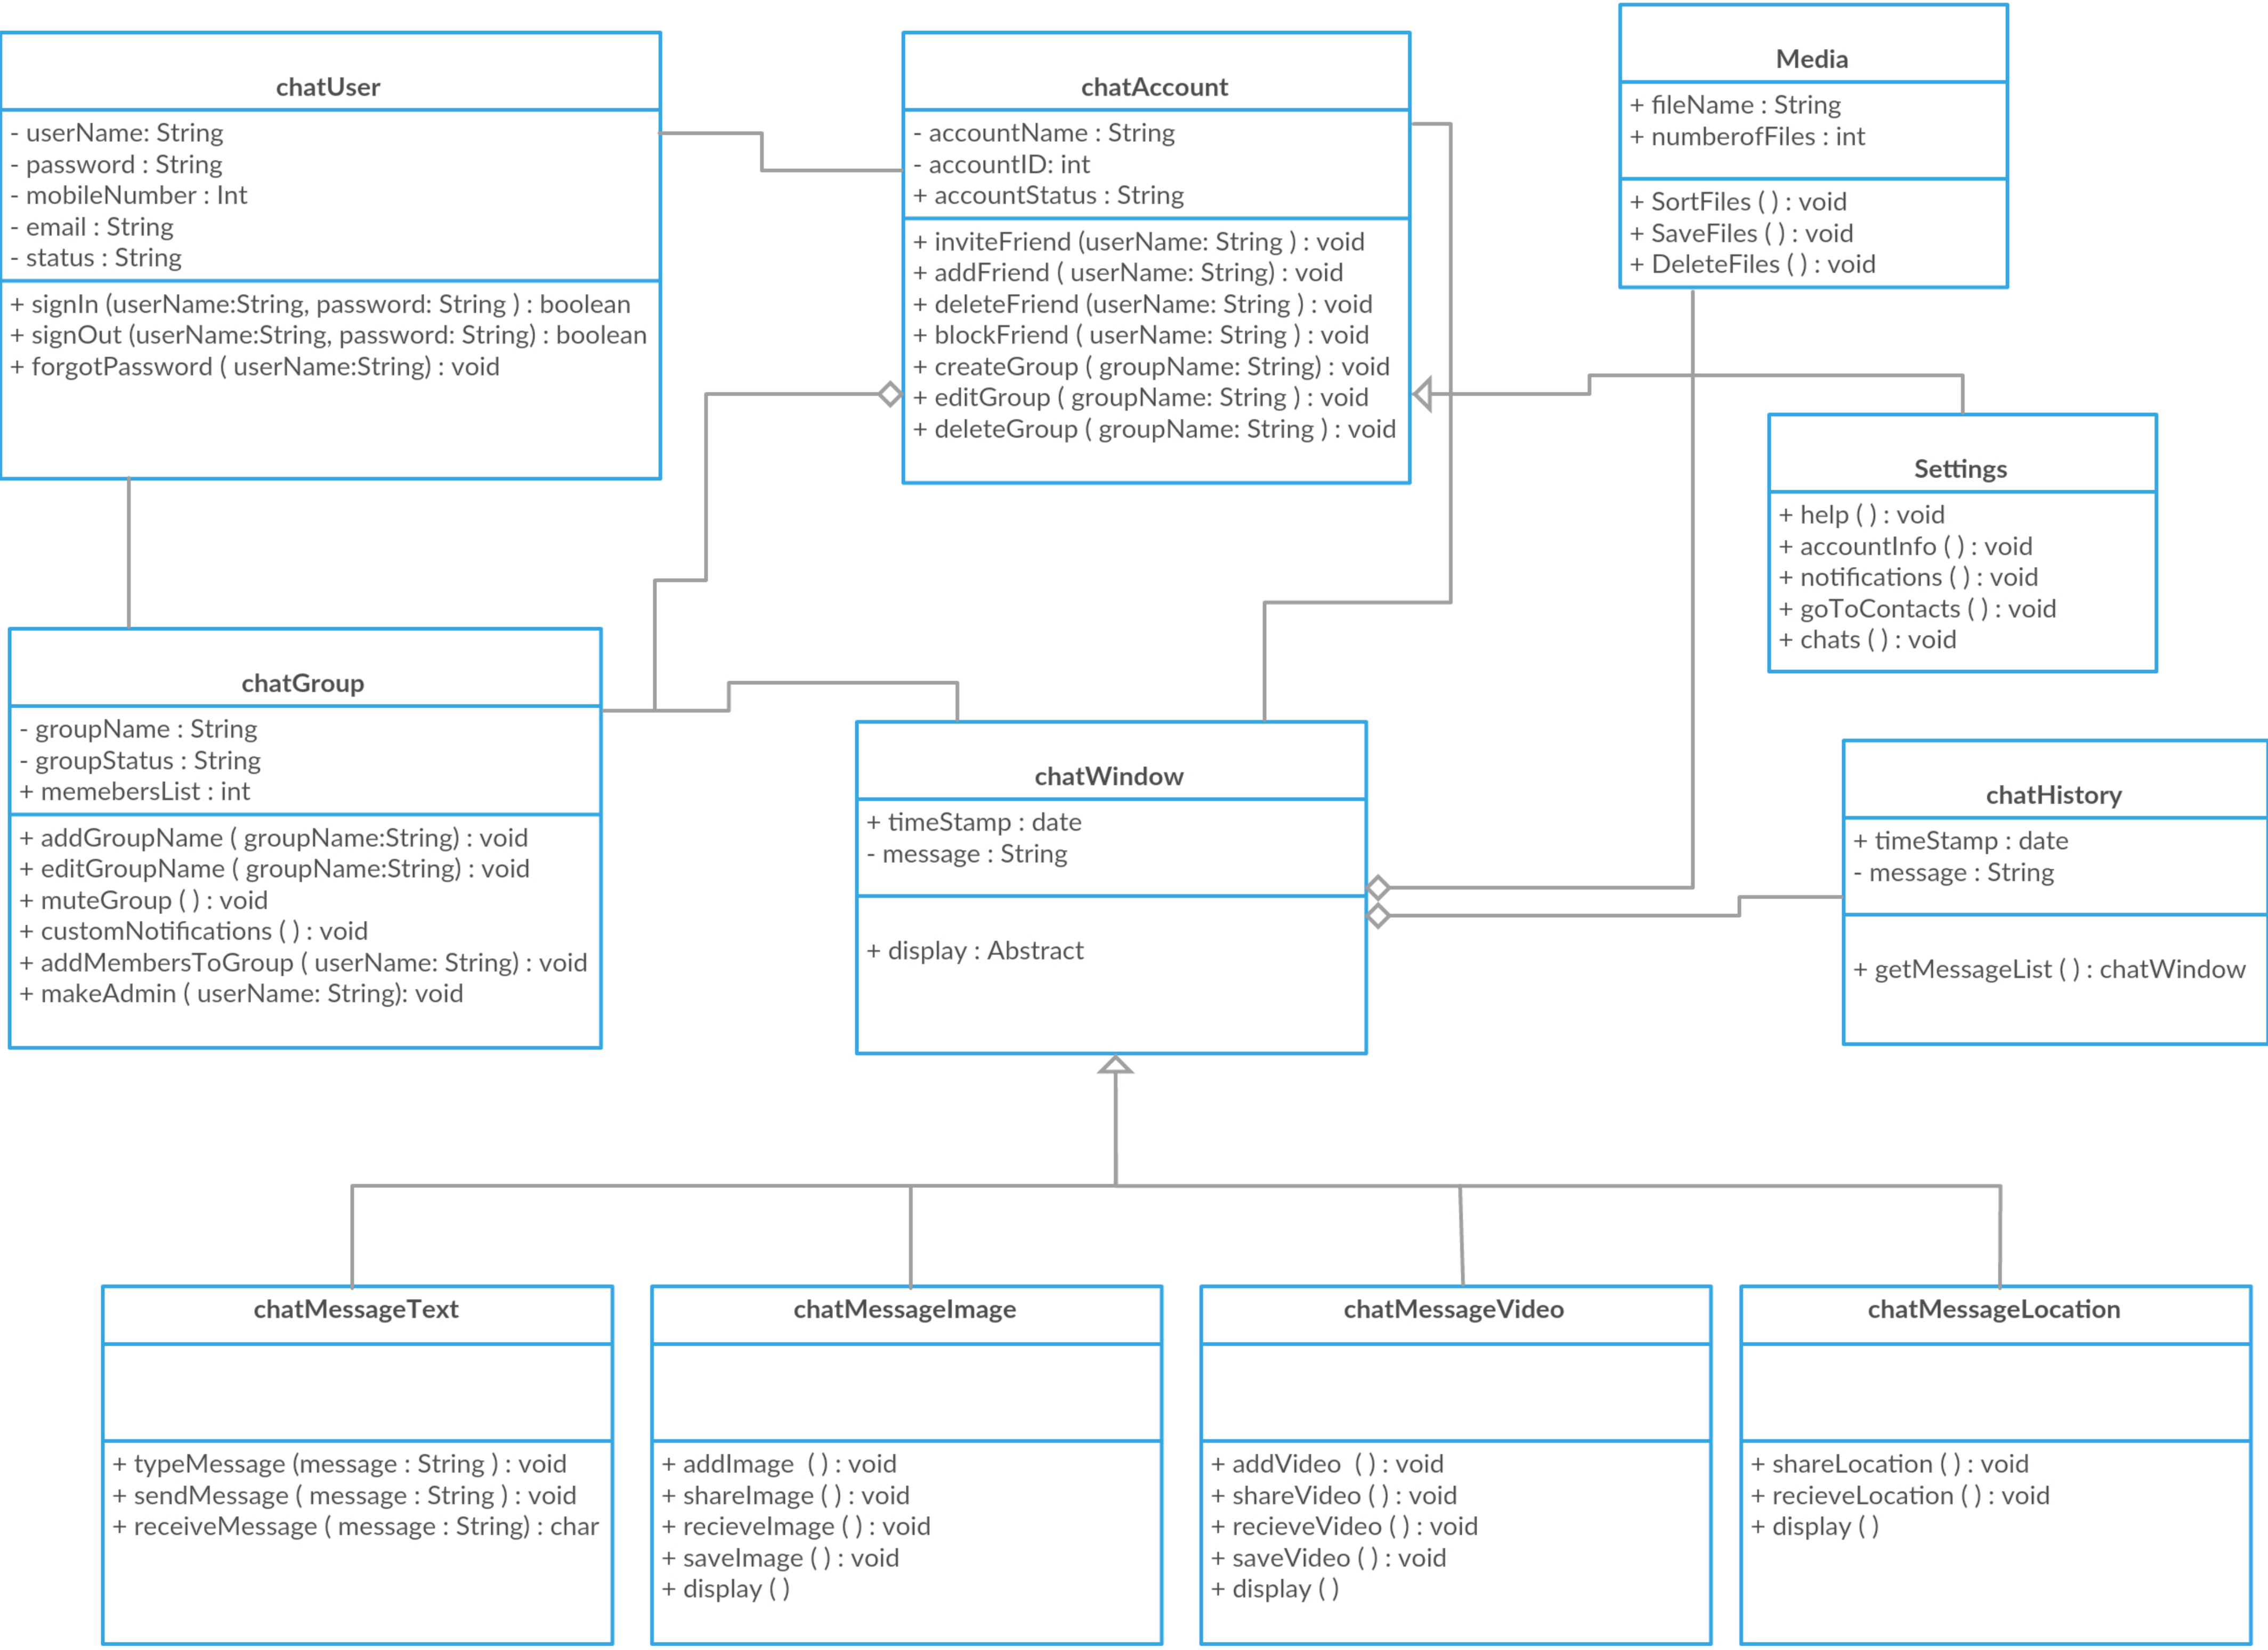 chatUser
- userName: String
- password : String
- mobileNumber : Int
- email : String
- status : String
+ signIn (userName:String, password: String ) : boolean
+ signOut (userName:String, password: String) : boolean
+ forgotPassword ( userName:String) : void
chatAccount
- accountName : String
- accountID: int
+ accountStatus : String
+ inviteFriend (userName: String ) : void
+ addFriend ( userName: String) : void
+ deleteFriend (userName: String ) : void
+ blockFriend ( userName: String ) : void
+ createGroup ( groupName: String) : void
+ editGroup ( groupName: String ) : void
+ deleteGroup ( groupName: String ) : void
Media
+ fileName : String
+ numberofFiles : int
+ SortFiles ( ) : void
+ SaveFiles ( ) : void
+ DeleteFiles ( ) : void
Settings
+ help ( ) : void
+ accountInfo ( ) : void
+ notifications ( ) : void
+ goToContacts ( ) : void
+ chats ( ) : void
chatGroup
- groupName : String
- groupStatus : String
+ memebersList : int
+ addGroupName ( groupName:String) : void
+ editGroupName ( groupName:String) : void
+ muteGroup ( ) : void
+ customNotifications ( ) : void
+ addMembersToGroup ( userName: String) : void
+ makeAdmin ( userName: String): void
chatWindow
+ timeStamp : date
- message : String
+ display : Abstract
chatHistory
+ timeStamp : date
- message : String
+ getMessageList ( ) : chatWindow
chatMessageText
+ typeMessage (message : String ) : void
+ sendMessage ( message : String ) : void
+ receiveMessage ( message : String) : char
chatMessageImage
+ addImage ( ) : void
+ shareImage ( ) : void
+ recieveImage ( ) : void
+ saveImage ( ) : void
+ display ( )
chatMessageVideo
+ addVideo ( ) : void
+ shareVideo ( ) : void
+ recieveVideo ( ) : void
+ saveVideo ( ) : void
+ display ( )
chatMessageLocation
+ shareLocation ( ) : void
+ recieveLocation ( ) : void
+ display ( )